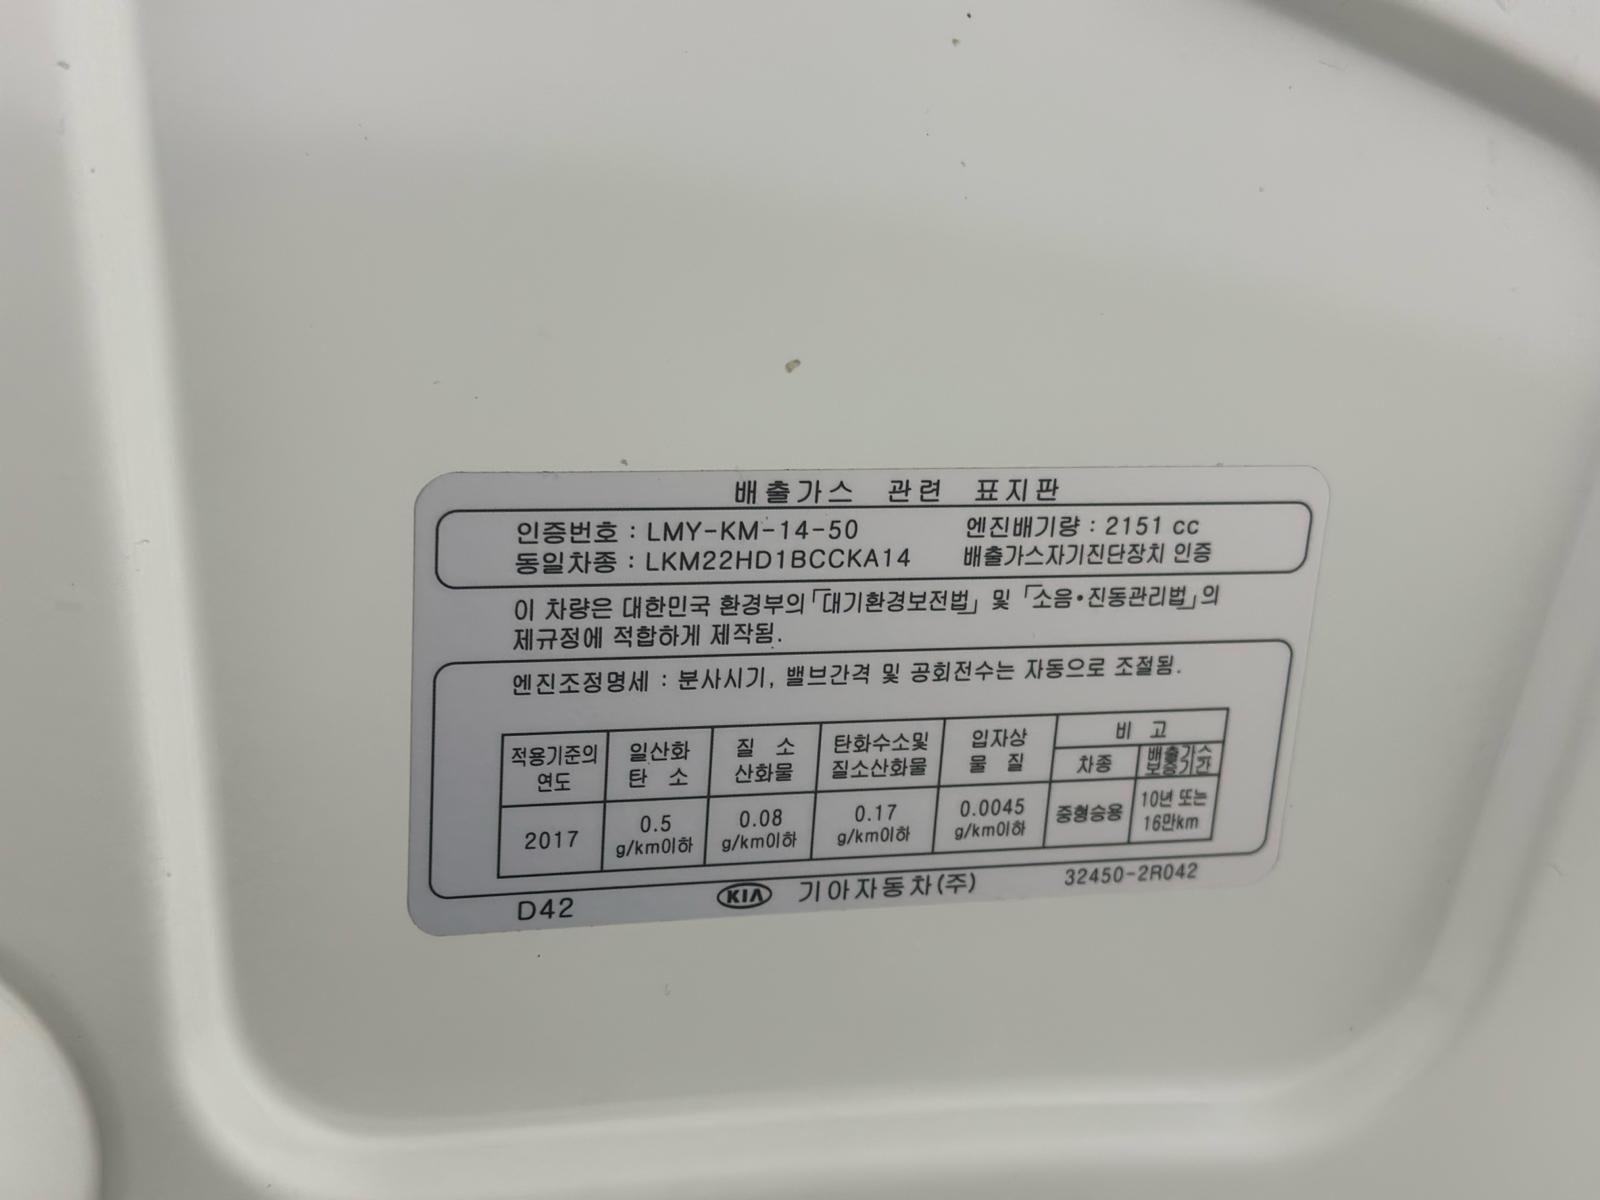 배출가스 관련 표지판
인증번호 : LMY-KM-14-50 엔진배기량 : 2151 cc
동일차종 : LKM22HD1BCCKA14 배출가스자기진단장치 인증
이 차량은 대한민국 환경부의 「대기환경보전법」 및 「소음·진동관리법」의
제규정에 적합하게 제작됨.
엔진조정명세 : 분사시기, 밸브간격 및 공회전수는 자동으로 조절됨.
적용기준의 연도 일산화 탄소 질소 산화물 탄화수소및 질소산화물 입자상 물질 비고
차종 배출가스 보증기간
2017 0.5 g/km이하 0.08 g/km이하 0.17 g/km이하 0.0045 g/km이하 중형승용 10년 또는 16만km
D42 KIA 기아자동차(주) 32450-2R042